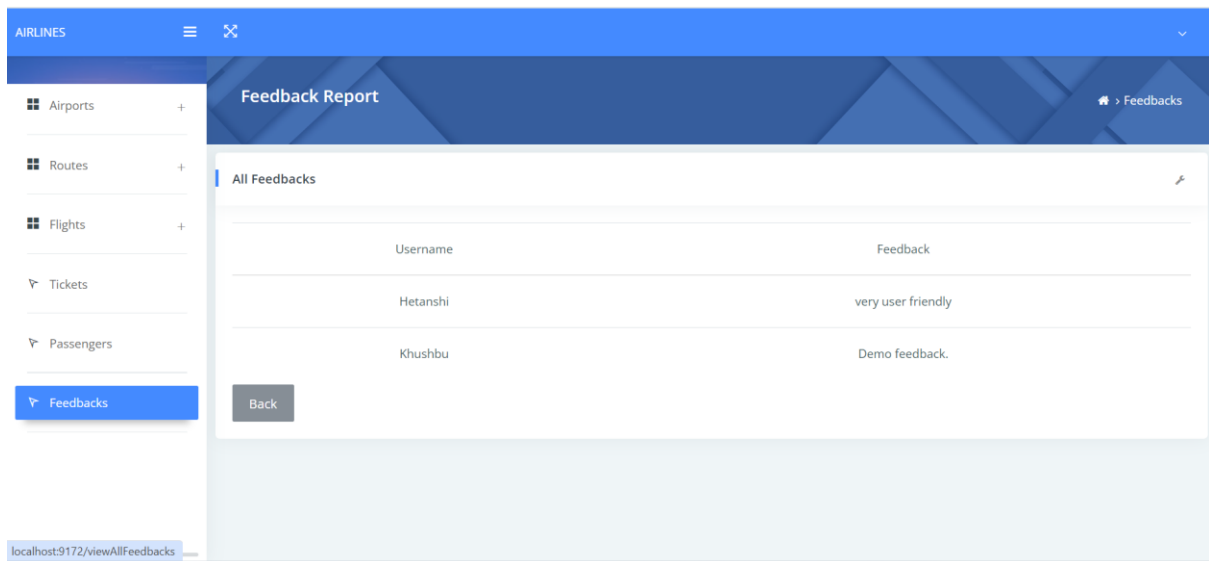 AIRLINES
Feedback Report
> Feedbacks
Airports +
Routes +
Flights +
Tickets
Passengers
Feedbacks
All Feedbacks
Username Feedback
Hetanshi very user friendly
Khushbu Demo feedback.
Back
localhost:9172/viewAllFeedbacks